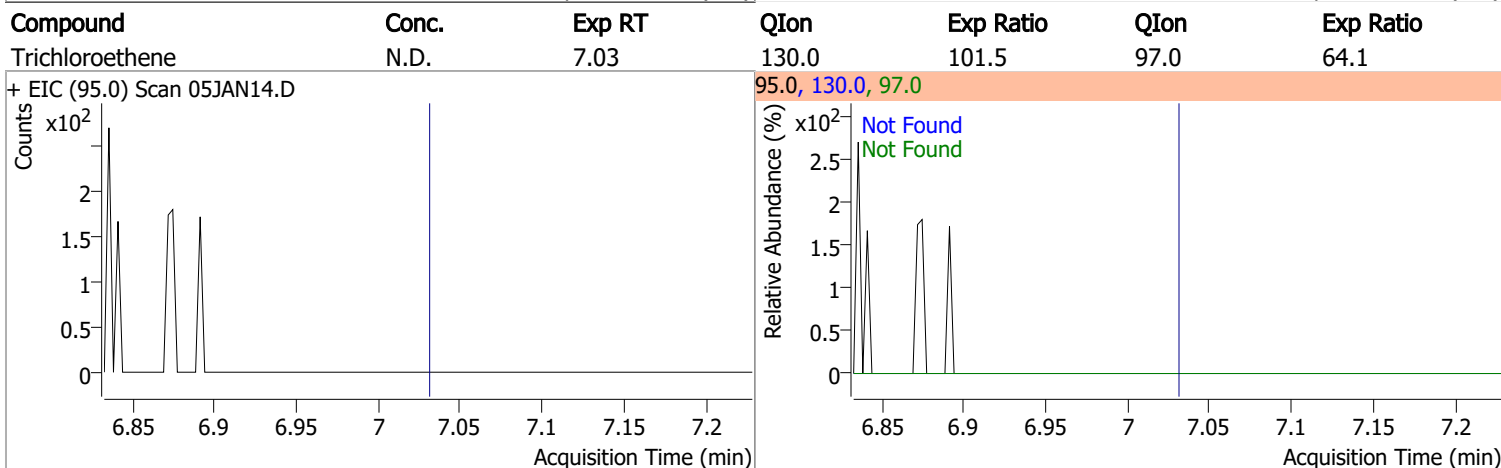 Compound Conc. Exp RT QIon Exp Ratio QIon Exp Ratio
Trichloroethene N.D. 7.03 130.0 101.5 97.0 64.1
+ EIC (95.0) Scan 05JAN14.D
Counts
x10²
2
1.5
1
0.5
0
6.85 6.9 6.95 7 7.05 7.1 7.15 7.2
Acquisition Time (min)
95.0, 130.0, 97.0
Relative Abundance (%)
x10²
Not Found
Not Found
2.5
2
1.5
1
0.5
0
6.85 6.9 6.95 7 7.05 7.1 7.15 7.2
Acquisition Time (min)